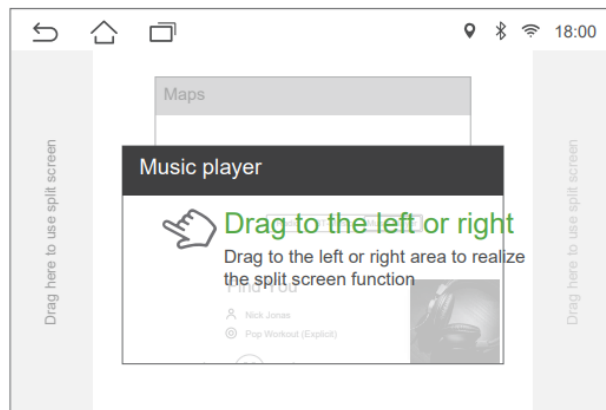 18:00
Maps
Drag here to use split screen
Music player
Drag to the left or right
Drag to the left or right area to realize
the split screen function
Find You
Nick Jonas
Pop Workout (Explicit)
Drag here to use split screen